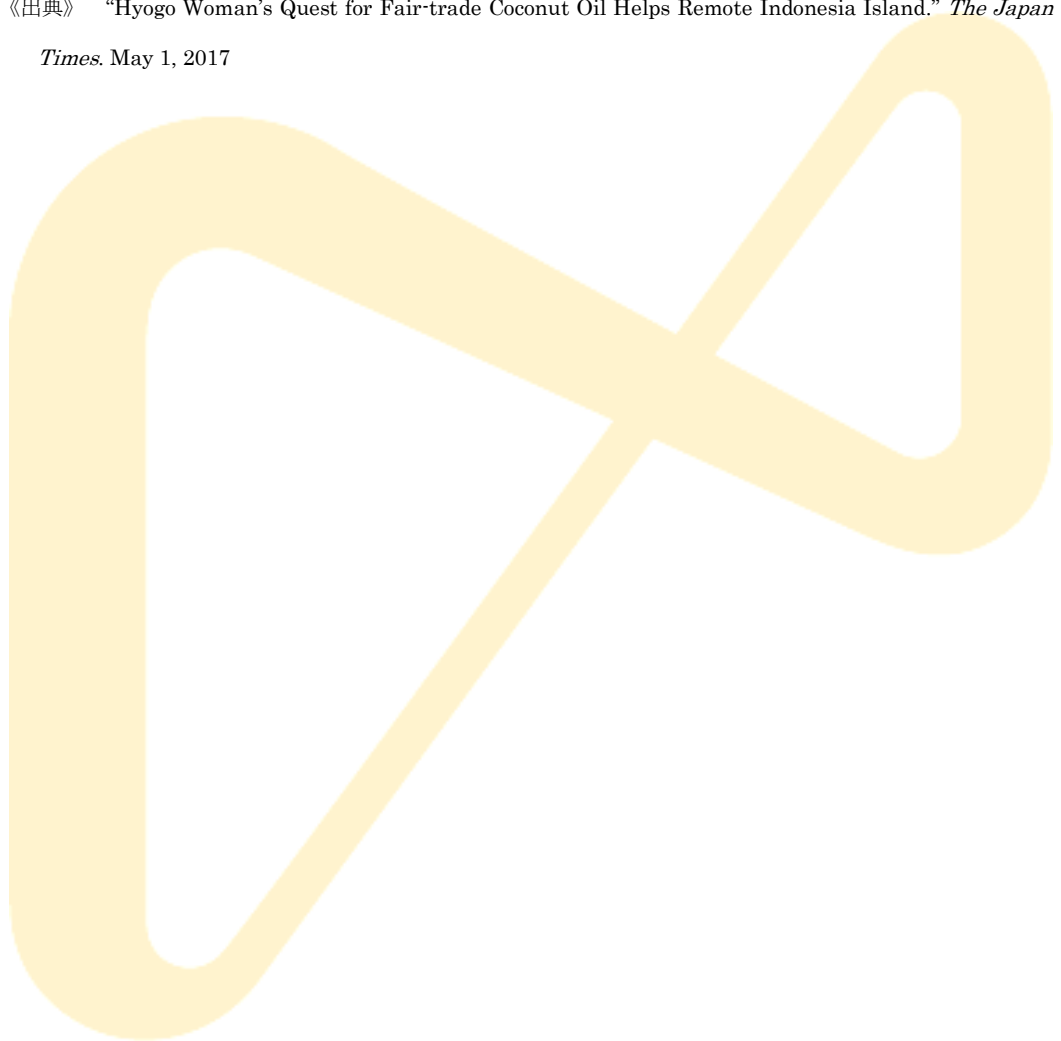 《出典》 “Hyogo Woman’s Quest for Fair-trade Coconut Oil Helps Remote Indonesia Island.” The Japan
Times. May 1, 2017